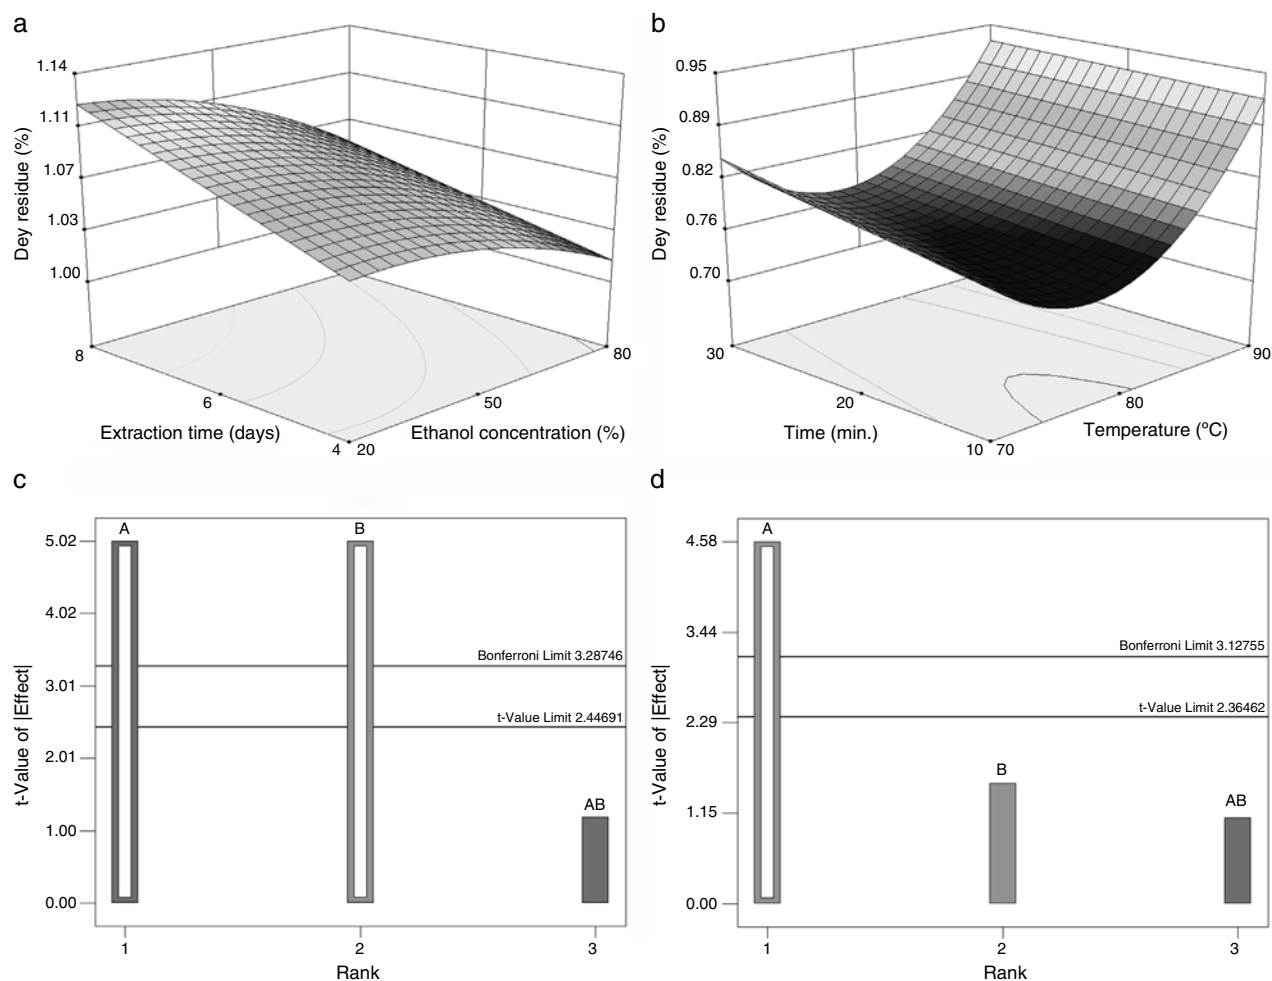 a
1.14
1.11
1.07
1.03
1.00
Dey residue (%)
8
6
4
20
50
80
Extraction time (days)
Ethanol concentration (%)
b
0.95
0.89
0.82
0.76
0.70
Dey residue (%)
30
20
10
70
80
90
Time (min.)
Temperature (ºC)
c
A
B
AB
5.02
4.02
3.01
2.01
1.00
0.00
Bonferroni Limit 3.28746
t-Value Limit 2.44691
t-Value of |Effect|
1
2
3
Rank
d
A
B
AB
4.58
3.44
2.29
1.15
0.00
Bonferroni Limit 3.12755
t-Value Limit 2.36462
t-Value of |Effect|
1
2
3
Rank